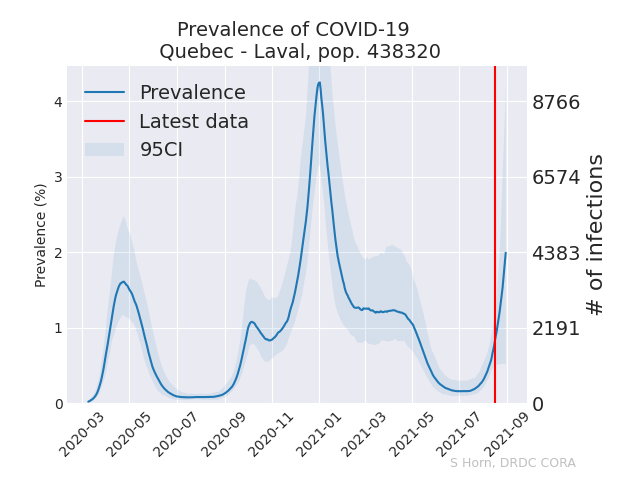 Prevalence of COVID-19
Quebec - Laval, pop. 438320
Prevalence
Latest data
95CI
Prevalence (%)
4
3
2
1
0
8766
6574
4383
2191
0
# of infections
2020-03
2020-05
2020-07
2020-09
2020-11
2021-01
2021-03
2021-05
2021-07
2021-09
S Horn, DRDC CORA